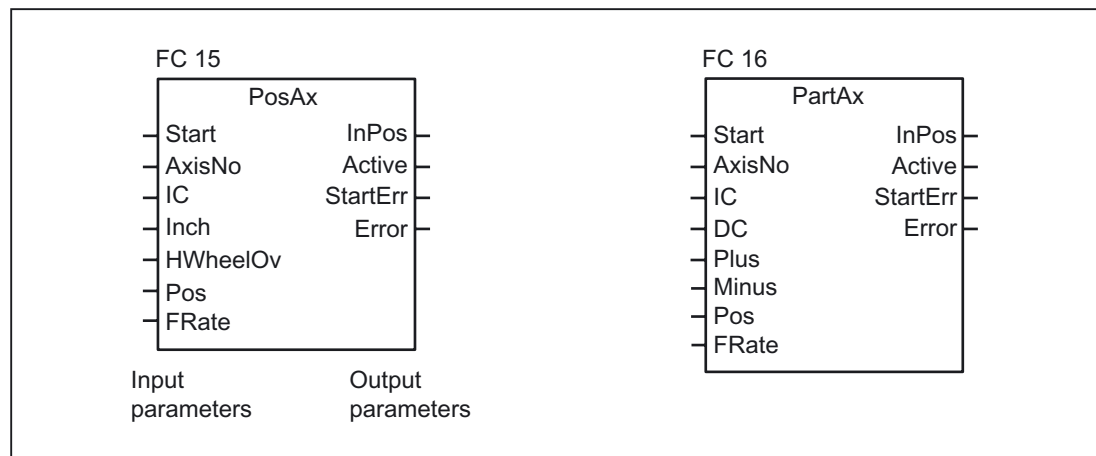 FC 15
PosAx
Start InPos
AxisNo Active
IC StartErr
Inch Error
HWheelOv
Pos
FRate
Input
parameters
Output
parameters
FC 16
PartAx
Start InPos
AxisNo Active
IC StartErr
DC Error
Plus
Minus
Pos
FRate